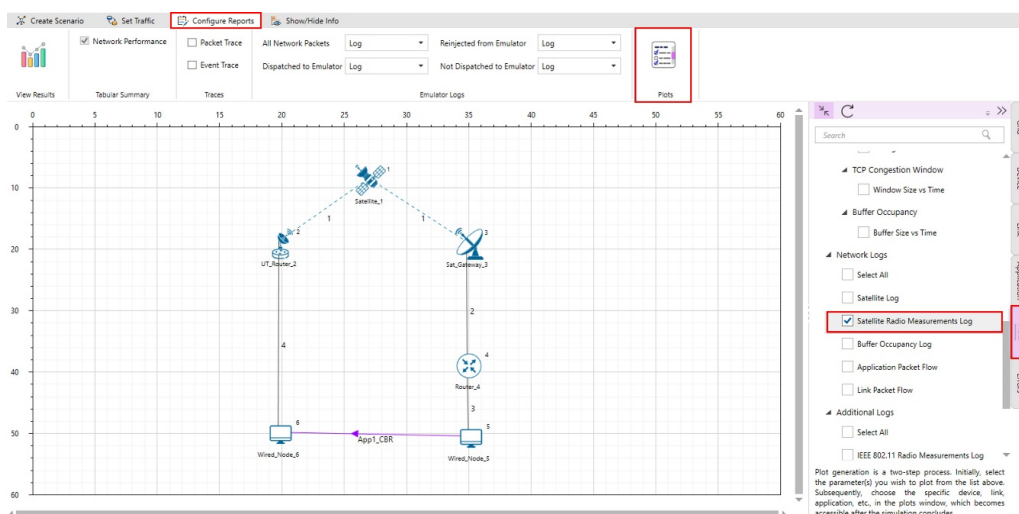 Create Scenario Set Traffic Configure Reports Show/Hide Info
Network Performance Packet Trace All Network Packets Log Reinjected from Emulator Log
Event Trace Dispatched to Emulator Log Not Dispatched to Emulator Log
View Results Tabular Summary Traces Emulator Logs Plots
0 5 10 15 20 25 30 35 40 45 50 55 60
0
Search
TCP Congestion Window
1
Satellite_1
10
Window Size vs Time
Buffer Occupancy
1 1
2 3
Buffer Size vs Time
20
UT_Router_2 Sat_Gateway_3
Network Logs
Select All
Satellite Log
30
2
Satellite Radio Measurements Log
4
Buffer Occupancy Log
4
Application Packet Flow
40
Router_4
Link Packet Flow
3
Additional Logs
6 5
50
App1_CBR
Select All
Wired_Node_6 Wired_Node_5
IEEE 802.11 Radio Measurements Log
60
Plot generation is a two-step process. Initially, select
the parameter(s) you wish to plot from the list above.
Subsequently, choose the specific device, link,
application, etc., in the plots window, which becomes
accessible after the simulation concludes.